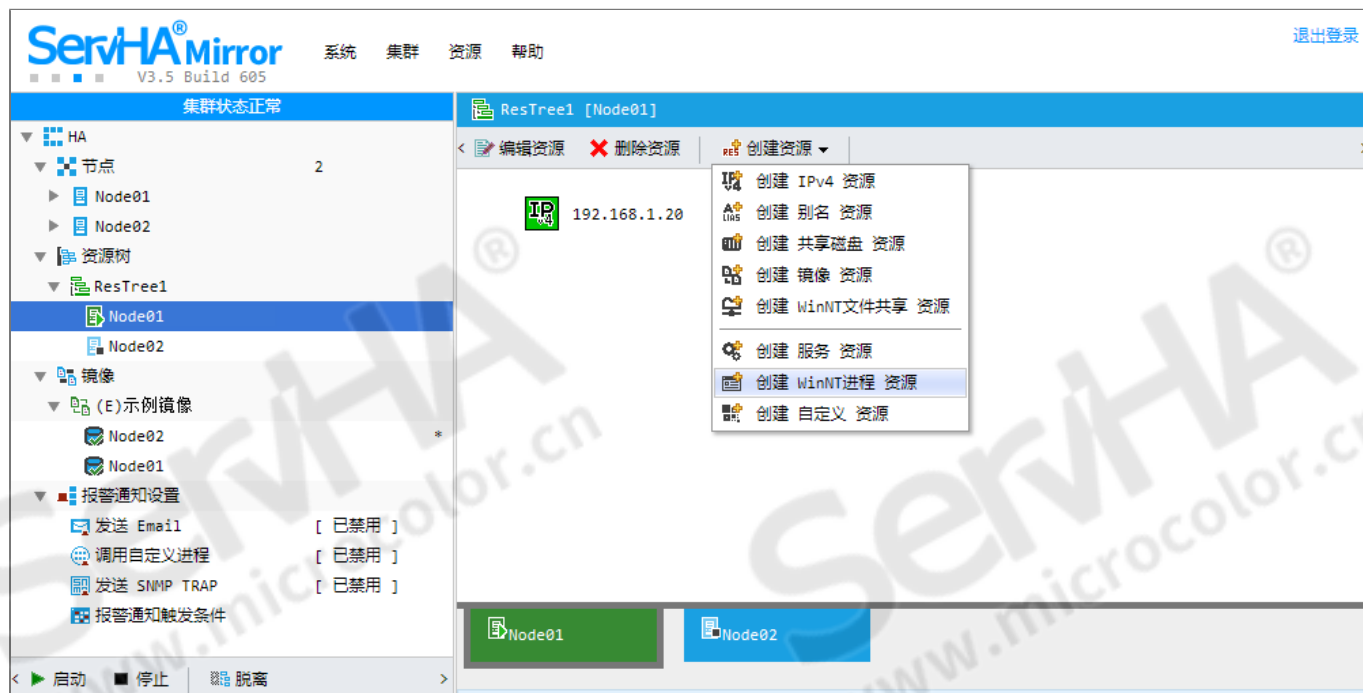 ServHA® Mirror
V3.5 Build 605
系统 集群 资源 帮助
退出登录
集群状态正常
HA
节点 2
Node01
Node02
资源树
ResTree1
Node01
Node02
镜像
(E)示例镜像
Node02 *
Node01
报警通知设置
发送 Email [ 已禁用 ]
调用自定义进程 [ 已禁用 ]
发送 SNMP TRAP [ 已禁用 ]
报警通知触发条件
< 启动 停止 脱离 >
ResTree1 [Node01]
< 编辑资源 删除资源 RES 创建资源
IPv4 192.168.1.20
IPv4 创建 IPv4 资源
ALIAS 创建 别名 资源
创建 共享磁盘 资源
创建 镜像 资源
创建 WinNT文件共享 资源
创建 服务 资源
创建 WinNT进程 资源
创建 自定义 资源
Node01
Node02
ServHA®
www.microcolor.cn
ServHA®
www.microcolor.cn